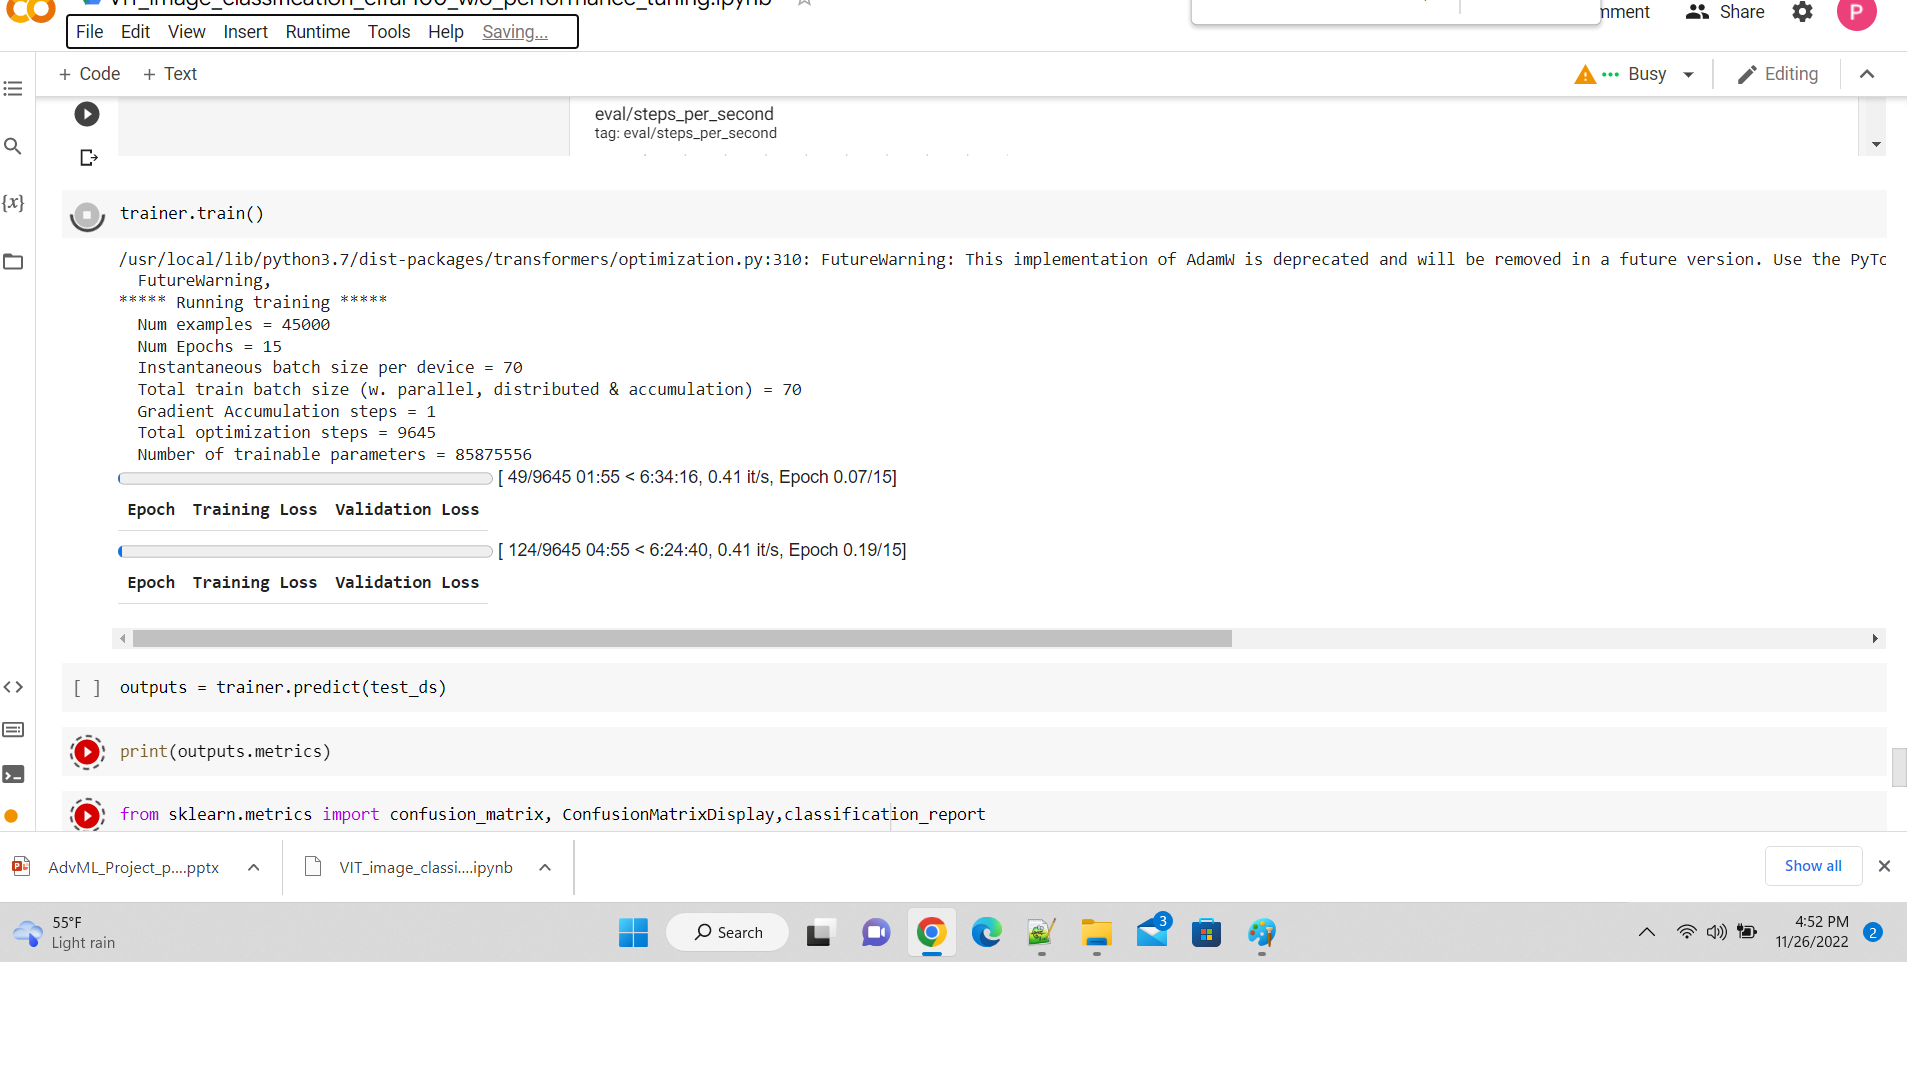 VIT_image_classification_cifar100_w/o_performance_tuning.ipynb
File Edit View Insert Runtime Tools Help Saving...
mment Share P
+ Code + Text
Busy Editing
eval/steps_per_second
tag: eval/steps_per_second
{x}
trainer.train()
/usr/local/lib/python3.7/dist-packages/transformers/optimization.py:310: FutureWarning: This implementation of AdamW is deprecated and will be removed in a future version. Use the PyTo
FutureWarning,
***** Running training *****
Num examples = 45000
Num Epochs = 15
Instantaneous batch size per device = 70
Total train batch size (w. parallel, distributed & accumulation) = 70
Gradient Accumulation steps = 1
Total optimization steps = 9645
Number of trainable parameters = 85875556
[ 49/9645 01:55 < 6:34:16, 0.41 it/s, Epoch 0.07/15]
Epoch Training Loss Validation Loss
[ 124/9645 04:55 < 6:24:40, 0.41 it/s, Epoch 0.19/15]
Epoch Training Loss Validation Loss
[ ] outputs = trainer.predict(test_ds)
print(outputs.metrics)
from sklearn.metrics import confusion_matrix, ConfusionMatrixDisplay,classification_report
AdvML_Project_p....pptx
VIT_image_classi....ipynb
Show all
55°F
Light rain
Search
3
4:52 PM
11/26/2022
2